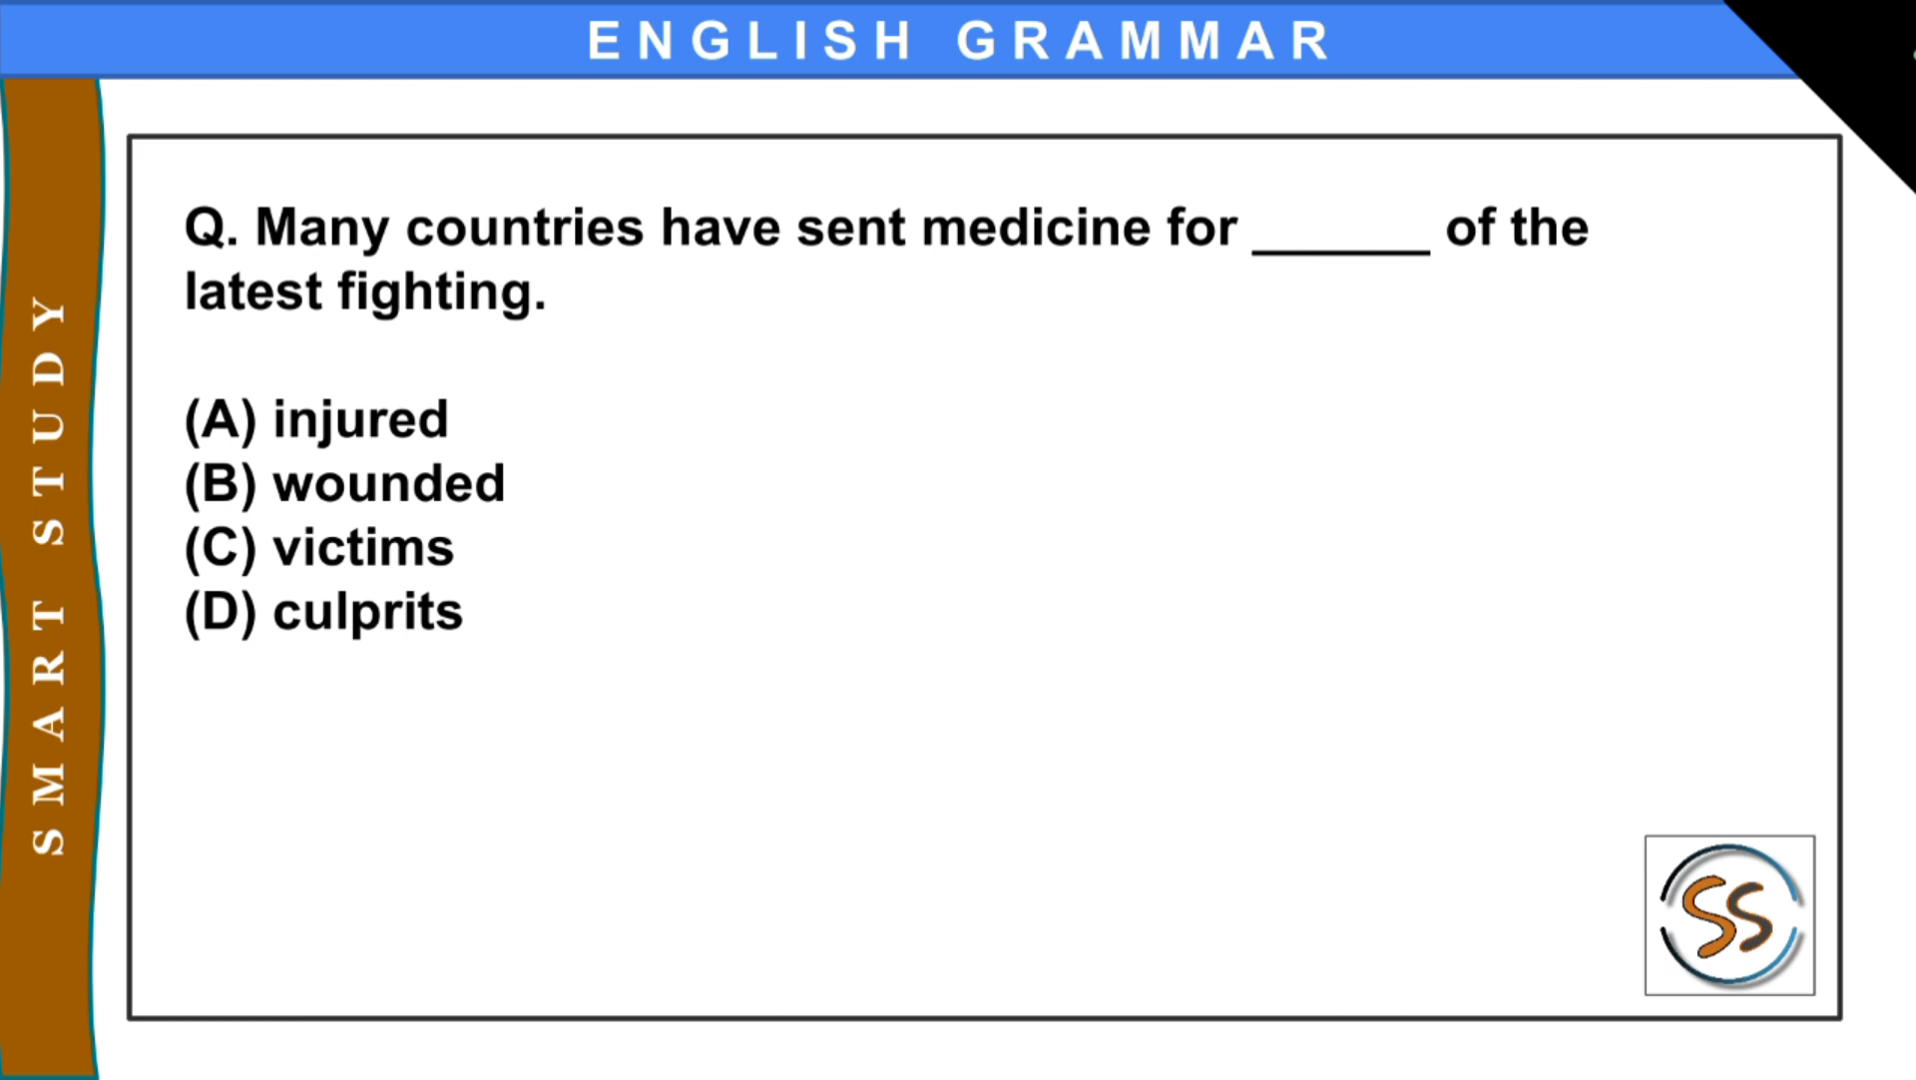 ENGLISH GRAMMAR
SMART STUDY
Q. Many countries have sent medicine for ______ of the
latest fighting.
(A) injured
(B) wounded
(C) victims
(D) culprits
SS